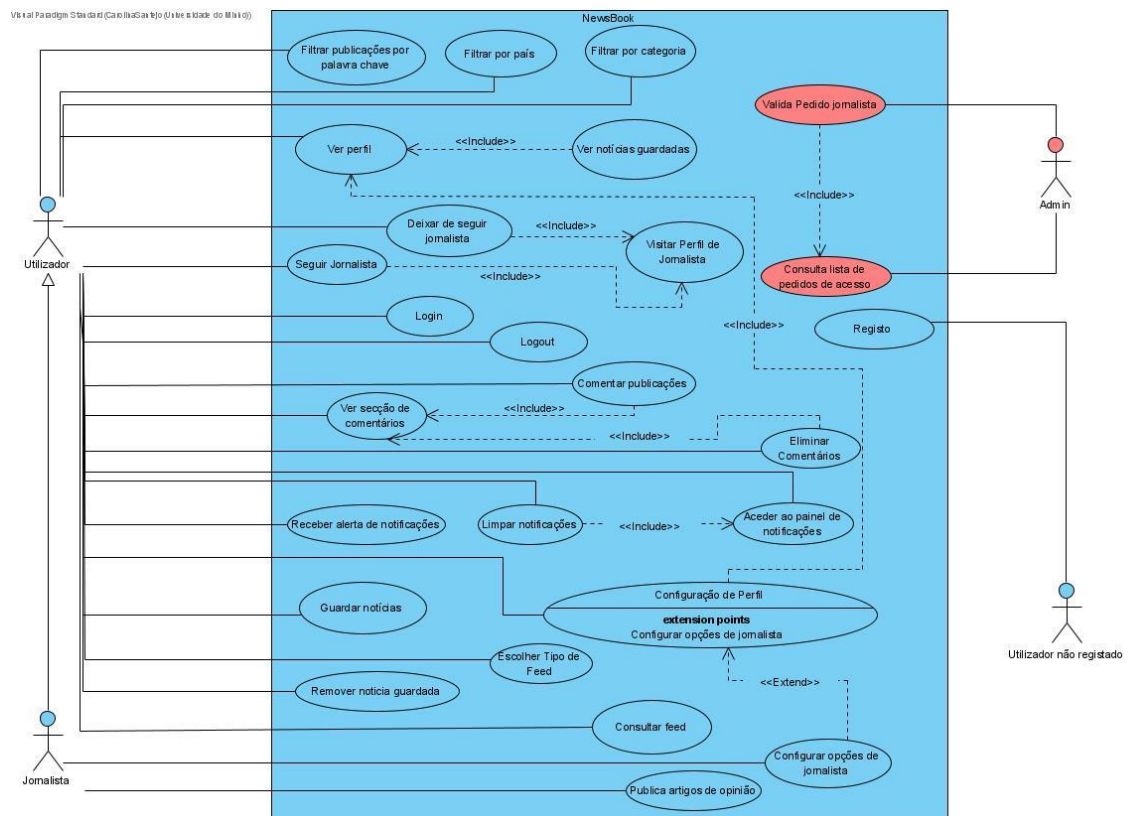 Visual Paradigm Standard(CarolinaSantejo(Universidade do Minho))
NewsBook
Filtrar publicações por
palavra chave
Filtrar por país
Filtrar por categoria
Valida Pedido jornalista
Ver perfil
<<Include>>
Ver notícias guardadas
<<Include>>
Admin
Utilizador
Deixar de seguir
jornalista
<<Include>>
Visitar Perfil de
Jornalista
Seguir Jornalista
<<Include>>
Consulta lista de
pedidos de acesso
Login
<<Include>>
Registo
Logout
Comentar publicações
Ver secção de
comentários
<<Include>>
<<Include>>
Eliminar
Comentários
Receber alerta de notificações
Limpar notificações
<<Include>>
Aceder ao painel de
notificações
Configuração de Perfil
extension points
Configurar opções de jornalista
Guardar notícias
Utilizador não registado
Escolher Tipo de
Feed
<<Extend>>
Remover noticia guardada
Consultar feed
Jornalista
Configurar opções de
jornalista
Publica artigos de opinião